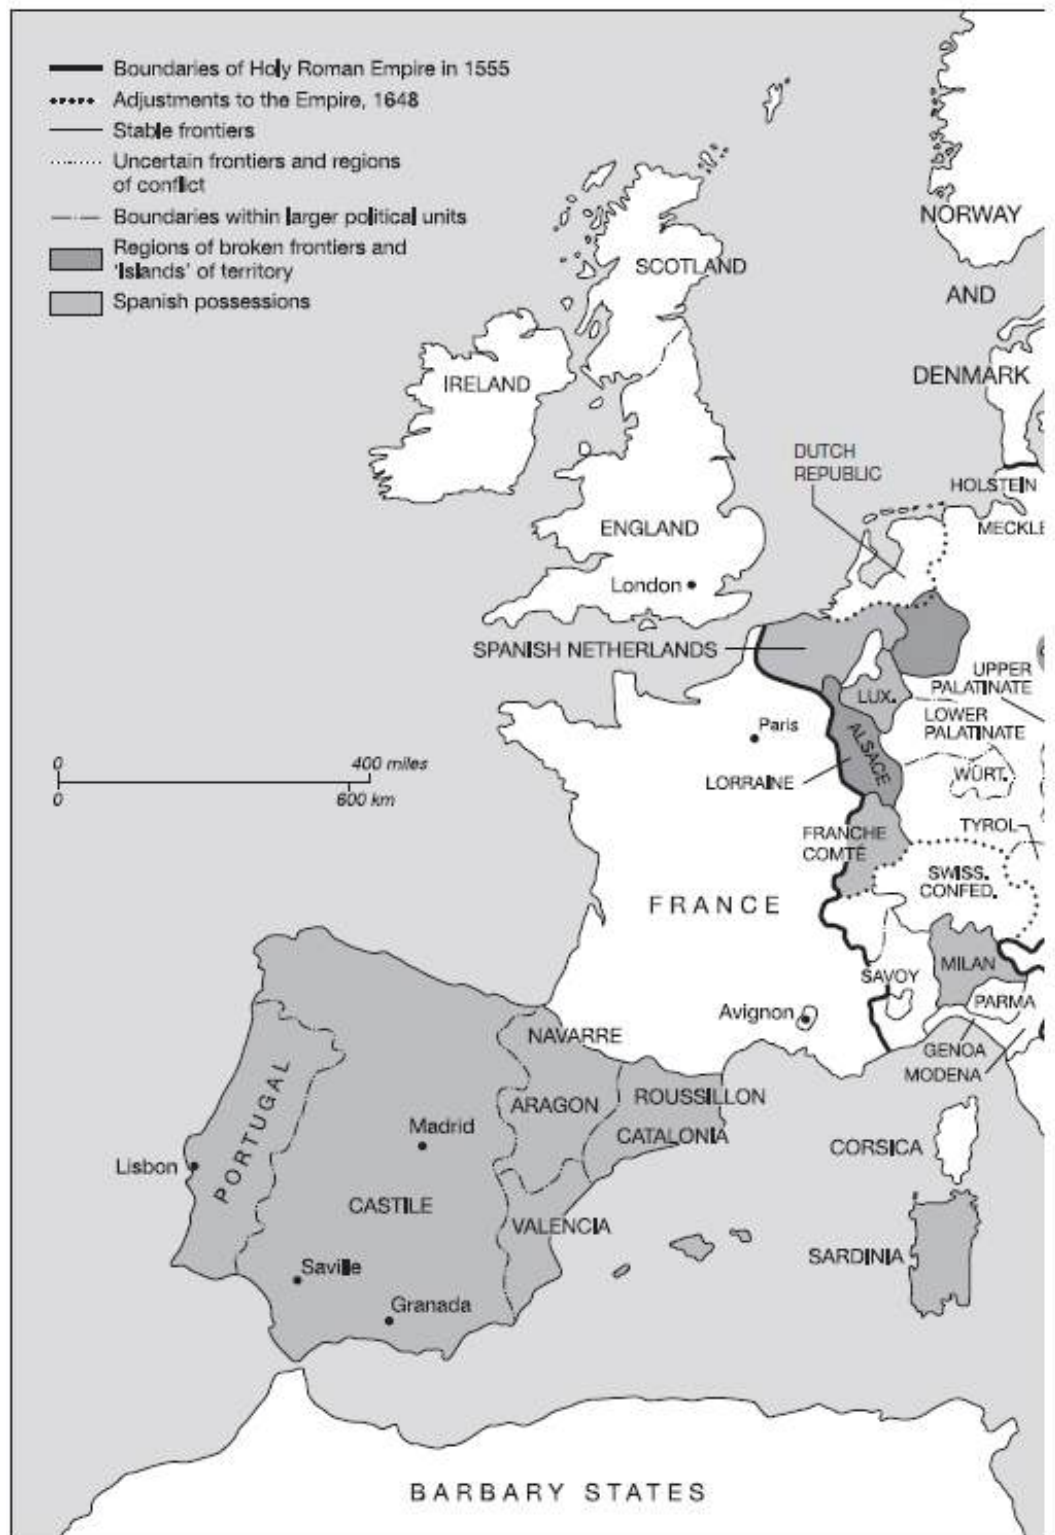 Boundaries of Holy Roman Empire in 1555
Adjustments to the Empire, 1648
Stable frontiers
Uncertain frontiers and regions
of conflict
Boundaries within larger political units
Regions of broken frontiers and
'Islands' of territory
Spanish possessions
NORWAY
SCOTLAND
AND
IRELAND
DENMARK
DUTCH
REPUBLIC
HOLSTEIN
ENGLAND
MECKLE
London
SPANISH NETHERLANDS
UPPER
PALATINATE
LUX.
LOWER
PALATINATE
Paris
ALSACE
0 400 miles
0 600 km
LORRAINE
WÜRT.
TYROL
FRANCHE
COMTÉ
SWISS.
CONFED.
FRANCE
MILAN
SAVOY
PARMA
Avignon
NAVARRE
GENOA
MODENA
PORTUGAL
ARAGON
ROUSSILLON
Madrid
CATALONIA
CORSICA
Lisbon
CASTILE
VALENCIA
SARDINIA
Saville
Granada
BARBARY STATES